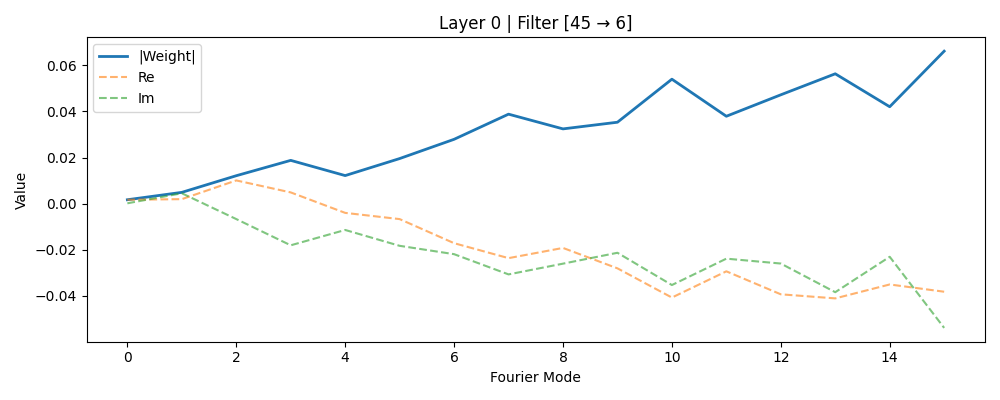 Layer 0 | Filter [45 → 6]
|Weight|
Re
Im
0.06
0.04
0.02
0.00
−0.02
−0.04
Value
0 2 4 6 8 10 12 14
Fourier Mode